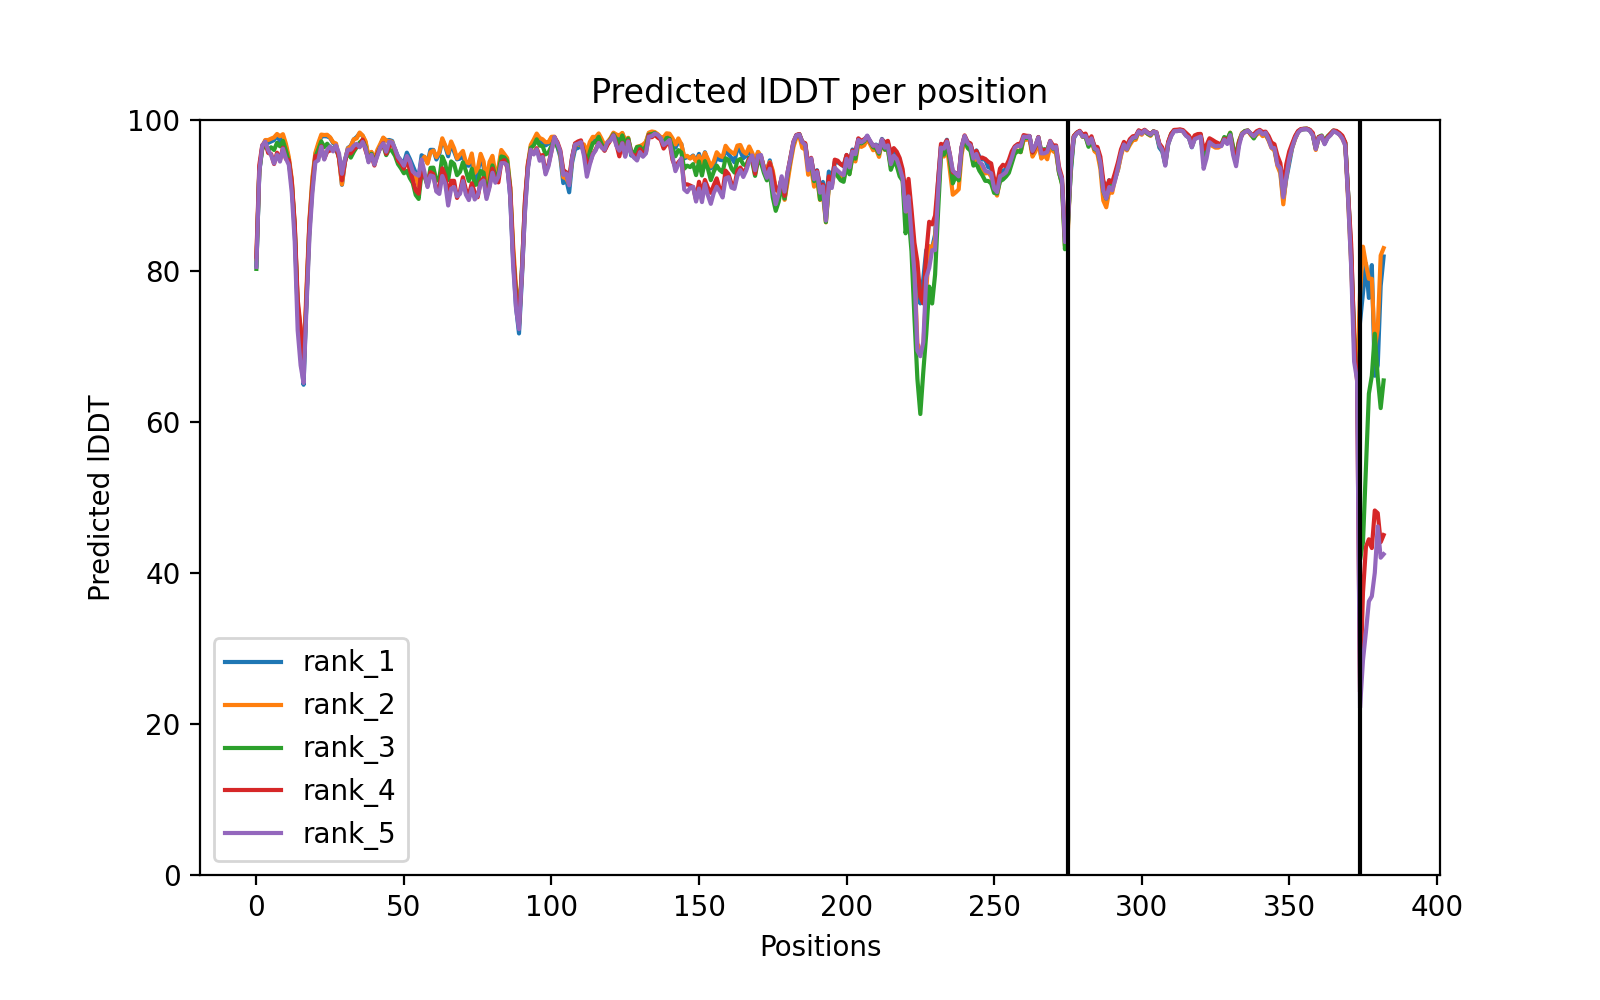 Predicted lDDT per position
100
80
60
40
20
0
Predicted lDDT
rank_1
rank_2
rank_3
rank_4
rank_5
0 50 100 150 200 250 300 350 400
Positions